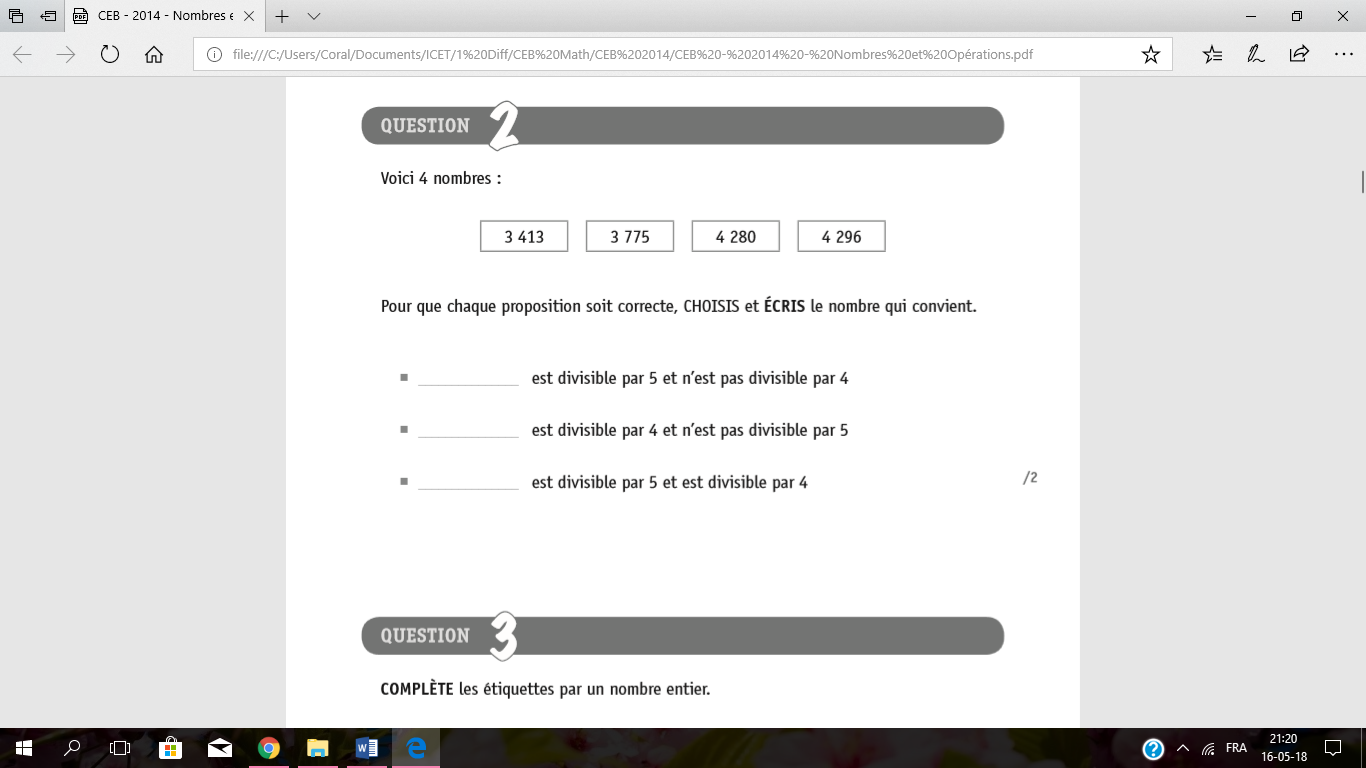 CEB - 2014 - Nombres e
file:///C:/Users/Coral/Documents/ICET/1%20Diff/CEB%20Math/CEB%202014/CEB%20-%202014%20-%20Nombres%20et%20Opérations.pdf
QUESTION 2
Voici 4 nombres :
3 413 3 775 4 280 4 296
Pour que chaque proposition soit correcte, CHOISIS et ÉCRIS le nombre qui convient.
■ __________ est divisible par 5 et n'est pas divisible par 4
■ __________ est divisible par 4 et n'est pas divisible par 5
■ __________ est divisible par 5 et est divisible par 4
/2
QUESTION 3
COMPLÈTE les étiquettes par un nombre entier.
FRA
21:20
16-05-18